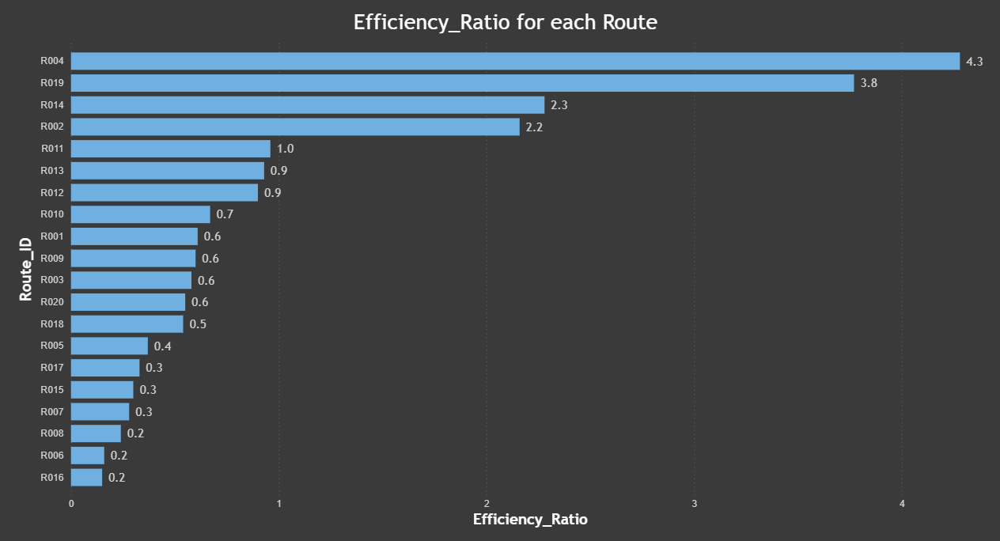 Efficiency_Ratio for each Route
R004 4.3
R019 3.8
R014 2.3
R002 2.2
R011 1.0
R013 0.9
R012 0.9
R010 0.7
R001 0.6
R009 0.6
R003 0.6
R020 0.6
R018 0.5
R005 0.4
R017 0.3
R015 0.3
R007 0.3
R008 0.2
R006 0.2
R016 0.2
Route_ID
0 1 2 3 4
Efficiency_Ratio